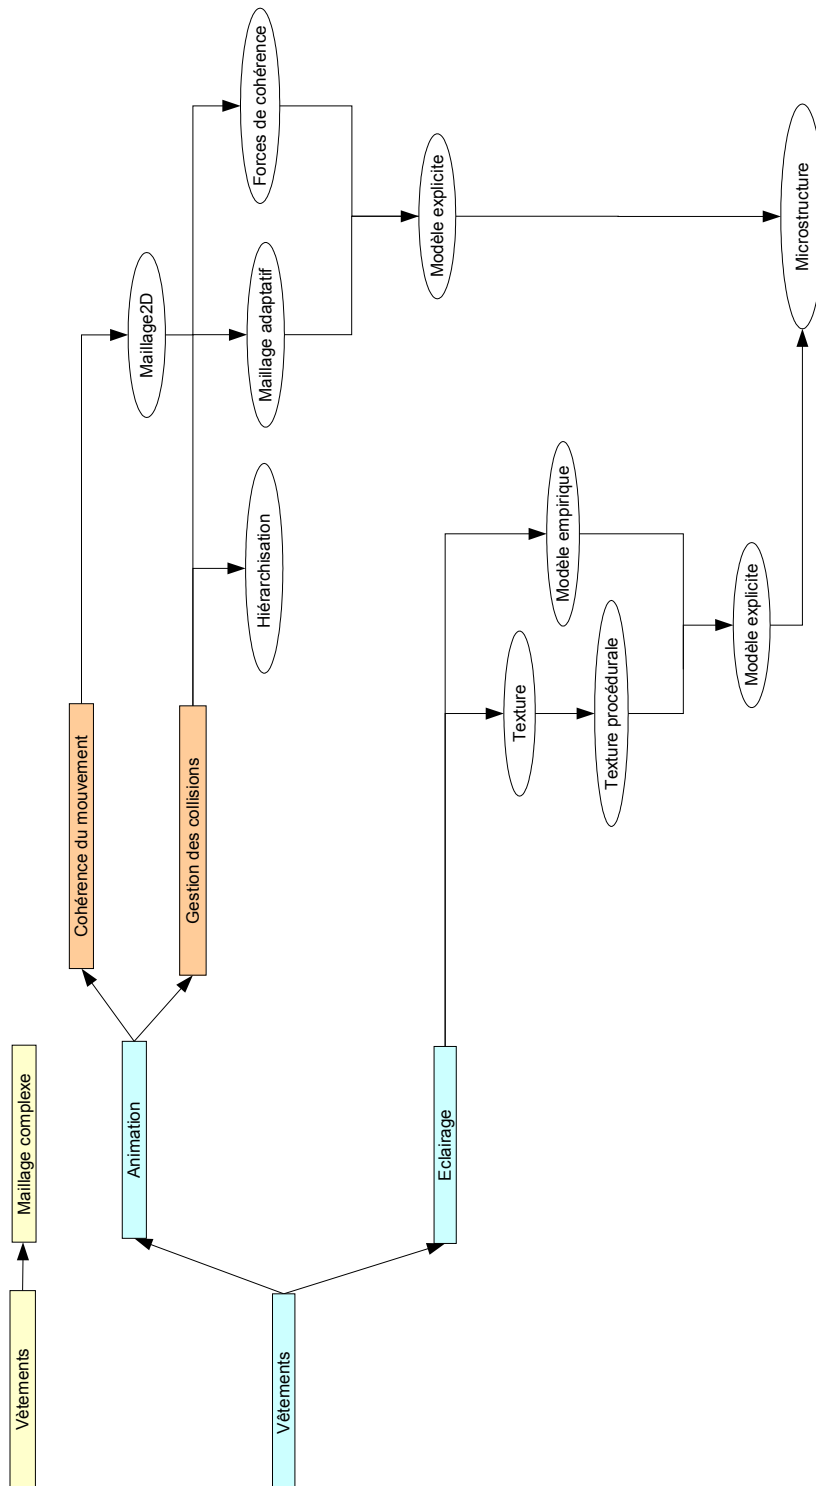 Vètements
Maillage complexe
Vêtements
Animation
Eclairage
Cohérence du mouvement
Gestion des collisions
Maillage2D
Hiérarchisation
Maillage adaptatif
Forces de cohérence
Modèle explicite
Texture
Texture procédurale
Modèle empirique
Modèle explicite
Microstructure